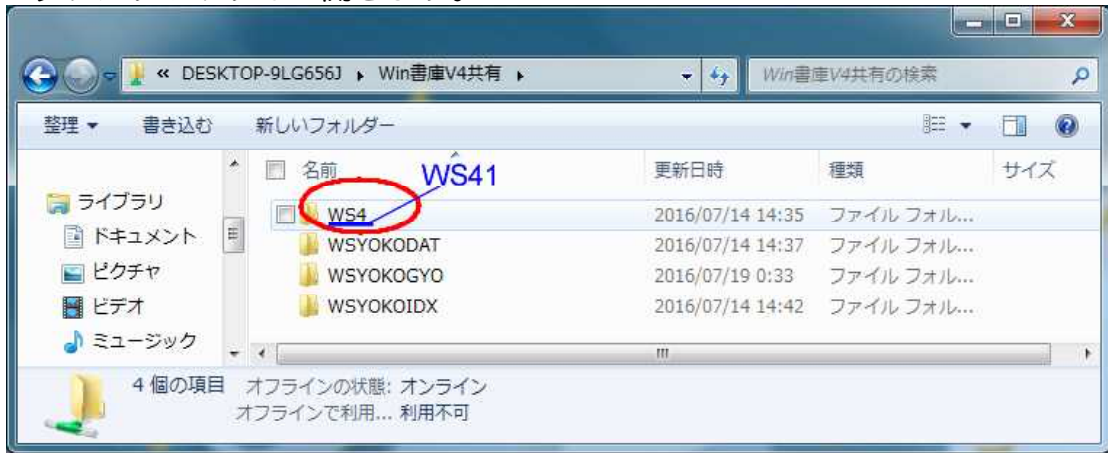 « DESKTOP-9LG656J ▸ Win書庫V4共有 ▸ Win書庫V4共有の検索
整理 ▼ 書き込む 新しいフォルダー
名前 WS41 更新日時 種類 サイズ
ライブラリ
ドキュメント
ピクチャ
ビデオ
ミュージック
WS4 2016/07/14 14:35 ファイル フォル...
WSYOKODAT 2016/07/14 14:37 ファイル フォル...
WSYOKOGYO 2016/07/19 0:33 ファイル フォル...
WSYOKOIDX 2016/07/14 14:42 ファイル フォル...
4 個の項目 オフラインの状態: オンライン
オフラインで利用... 利用不可